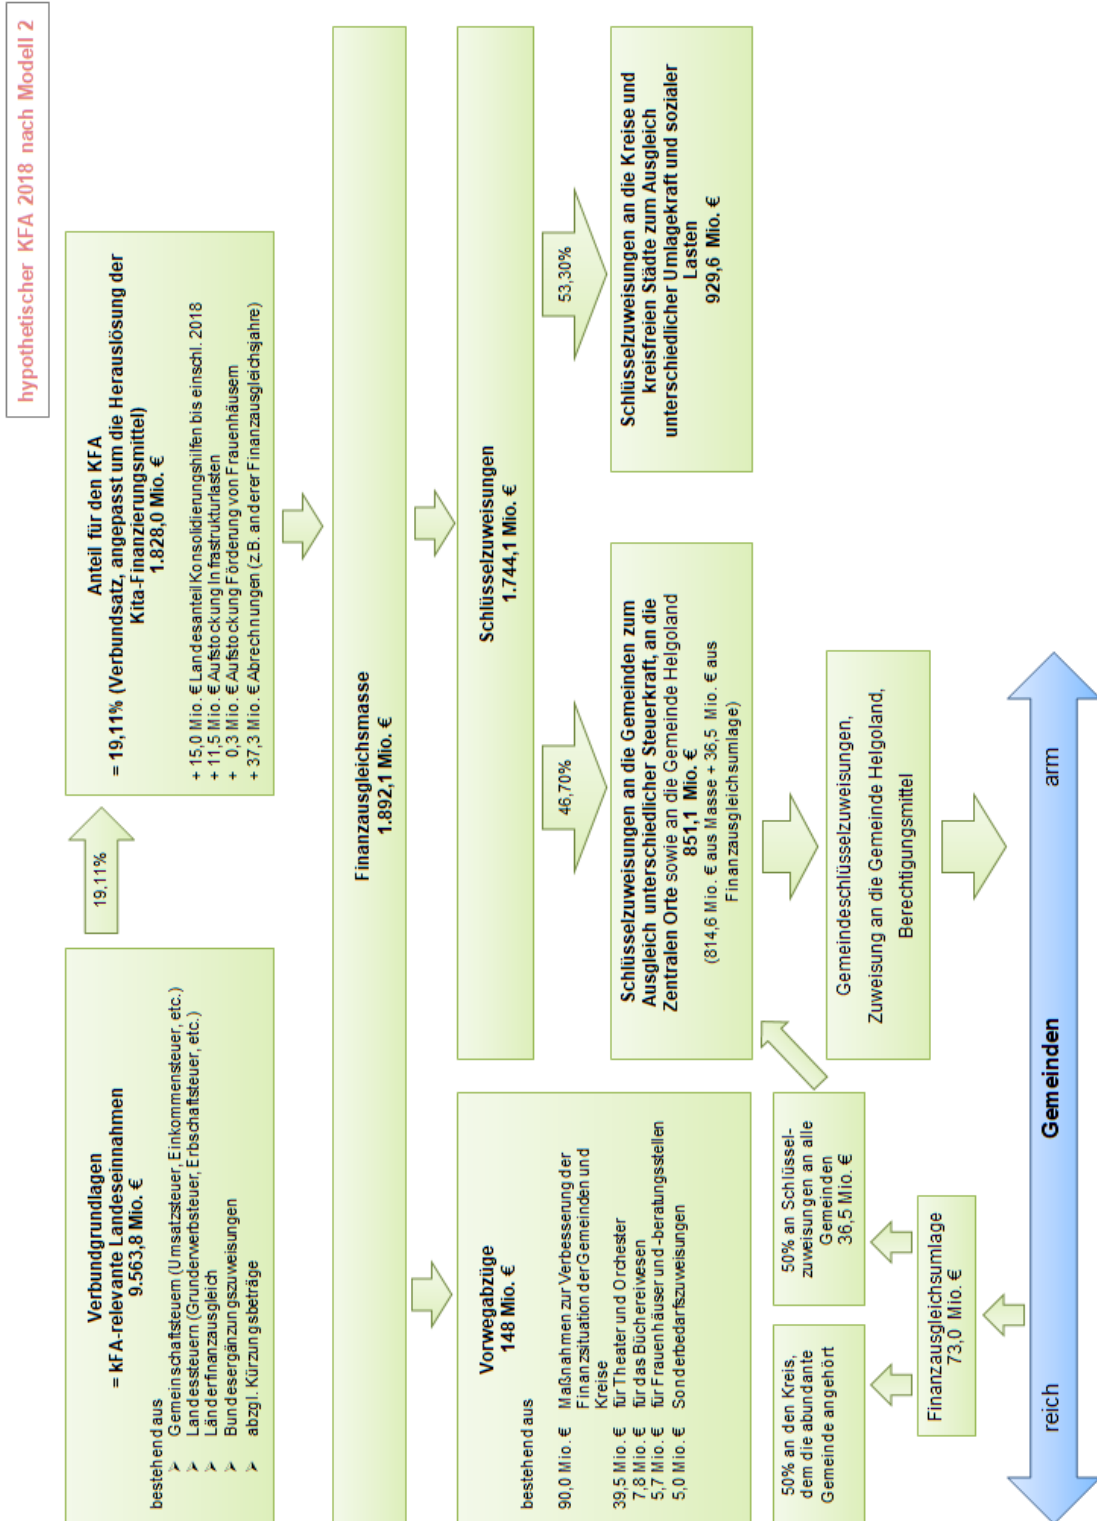 hypothetischer KFA 2018 nach Modell 2
Verbundgrundlagen
= kFA-relevante Landeseinnahmen
9.563,8 Mio. €
bestehend aus
➢ Gemeinschaftsteuern (Umsatzsteuer, Einkommensteuer, etc.)
➢ Landessteuern (Grunderwerbsteuer, Erbschaftsteuer, etc.)
➢ Länderfinanzausgleich
➢ Bundesergänzungszuweisungen
➢ abzgl. Kürzungsbeträge
19,11%
Anteil für den KFA
= 19,11% (Verbundsatz, angepasst um die Herauslösung der
Kita-Finanzierungsmittel)
1.828,0 Mio. €
+ 15,0 Mio. € Landesanteil Konsolidierungshilfen bis einschl. 2018
+ 11,5 Mio. € Aufstockung Infrastrukturlasten
+ 0,3 Mio. € Aufstockung Förderung von Frauenhäusern
+ 37,3 Mio. € Abrechnungen (z.B. anderer Finanzausgleichsjahre)
Finanzausgleichsmasse
1.892,1 Mio. €
Vorwegabzüge
148 Mio. €
bestehend aus
90,0 Mio. € Maßnahmen zur Verbesserung der
Finanzsituation der Gemeinden und
Kreise
39,5 Mio. € für Theater und Orchester
7,8 Mio. € für das Büchereiwesen
5,7 Mio. € für Frauenhäuser und -beratungsstellen
5,0 Mio. € Sonderbedarfszuweisungen
Schlüsselzuweisungen
1.744,1 Mio. €
46,70%
53,30%
Schlüsselzuweisungen an die Gemeinden zum
Ausgleich unterschiedlicher Steuerkraft, an die
Zentralen Orte sowie an die Gemeinde Helgoland
851,1 Mio. €
(814,6 Mio. € aus Masse + 36,5 Mio. € aus
Finanzausgleichsumlage)
Schlüsselzuweisungen an die Kreise und
kreisfreien Städte zum Ausgleich
unterschiedlicher Umlagekraft und sozialer
Lasten
929,6 Mio. €
50% an den Kreis,
dem die abundante
Gemeinde angehört
50% an Schlüssel-
zuweisungen an alle
Gemeinden
36,5 Mio. €
Gemeindeschlüsselzuweisungen,
Zuweisung an die Gemeinde Helgoland,
Berechtigungsmittel
Finanzausgleichsumlage
73,0 Mio. €
reich
Gemeinden
arm